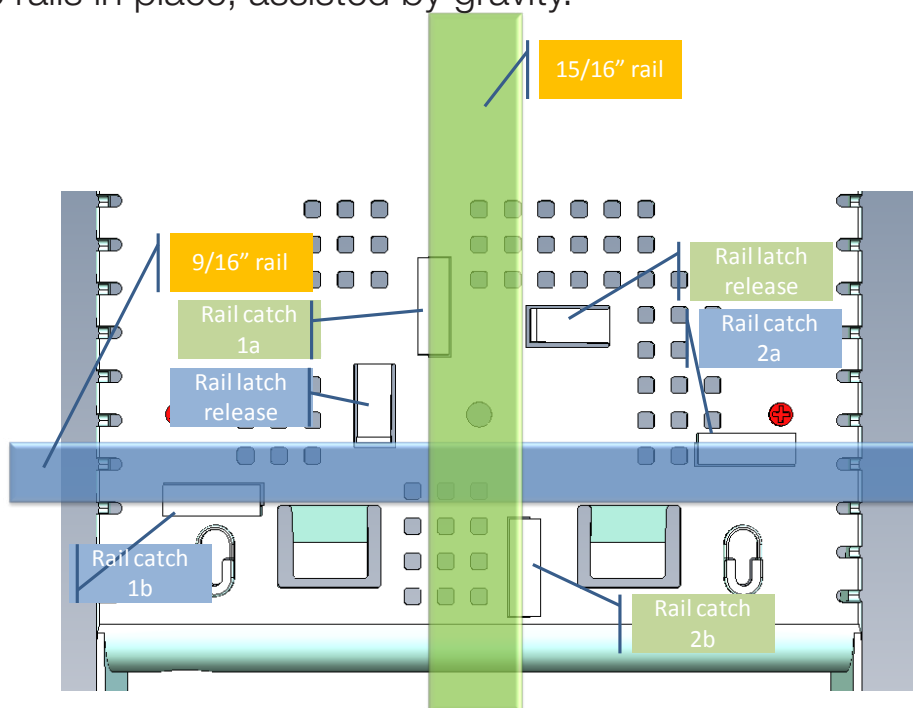 rails in place, assisted by gravity.
15/16” rail
9/16” rail
Rail latch
release
Rail catch
1a
Rail catch
2a
Rail latch
release
Rail catch
1b
Rail catch
2b